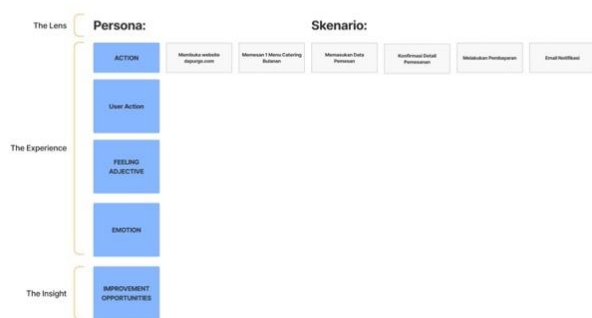 The Lens
Persona:
Skenario:
The Experience
ACTION
Membuka website
dapurgo.com
Memesan 1 Menu Catering
Bulanan
Memasukan Data
Pemesan
Konfirmasi Detail
Pemesanan
Melakukan Pembayaran
Email Notifikasi
User Action
FEELING
ADJECTIVE
EMOTION
The Insight
IMPROVEMENT
OPPORTUNITIES